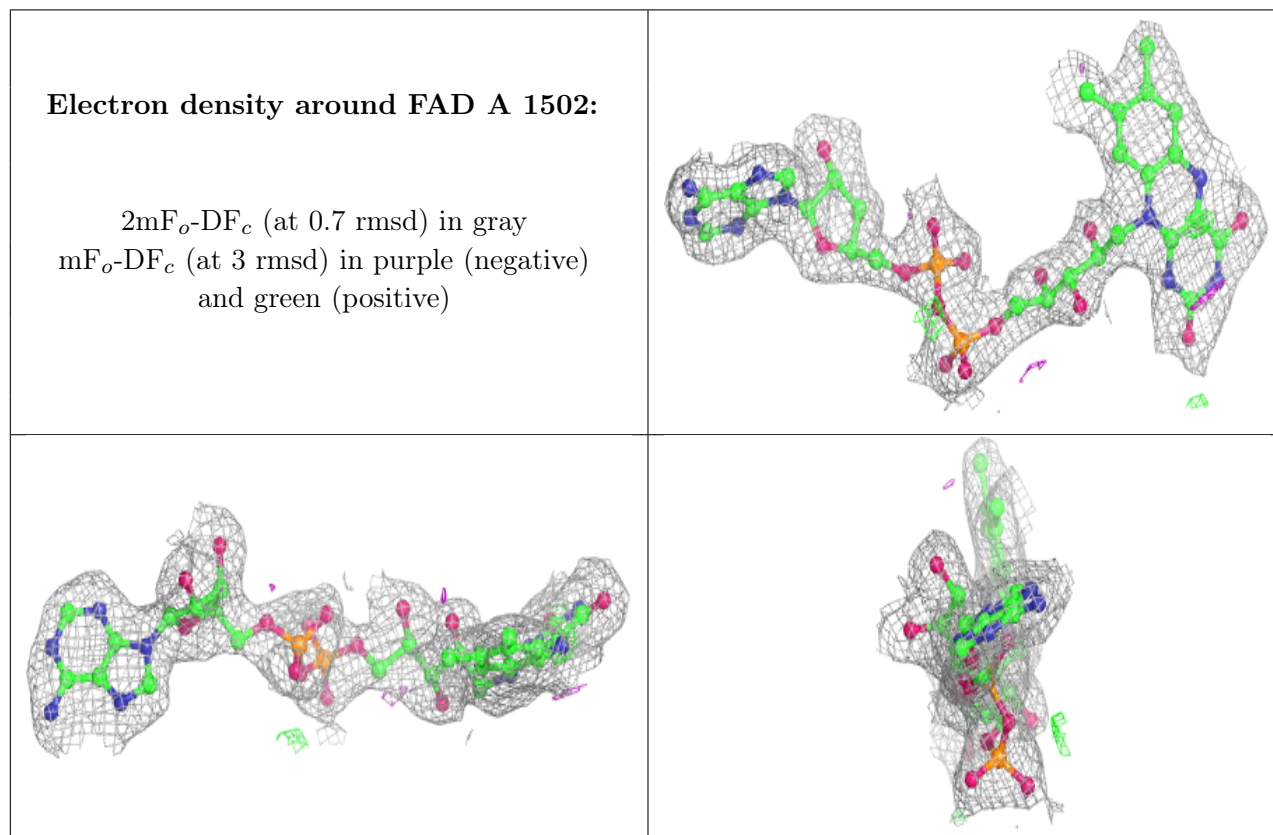 Electron density around FAD A 1502:
2mFo-DFc (at 0.7 rmsd) in gray
mFo-DFc (at 3 rmsd) in purple (negative)
and green (positive)